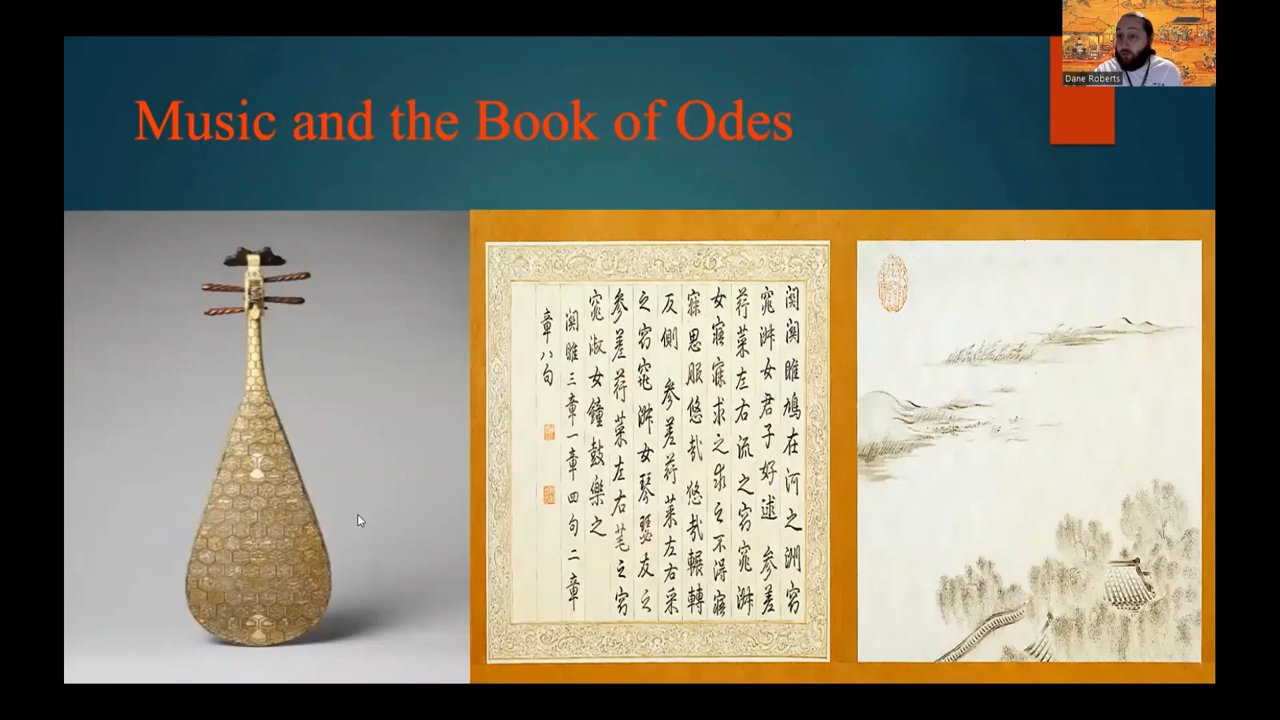 Dane Roberts
Music and the Book of Odes
關關雎鳩在河之洲窈
窕淑女君子好逑 參差
荇菜左右流之窈窕淑
女寤寐求之求之不得寤
寐思服悠哉悠哉輾轉
反側 參差荇菜左右采
之窈窕淑女琴瑟友之
參差荇菜左右芼之窈
窕淑女鐘鼓樂之
關雎三章一章四句二章
章八句